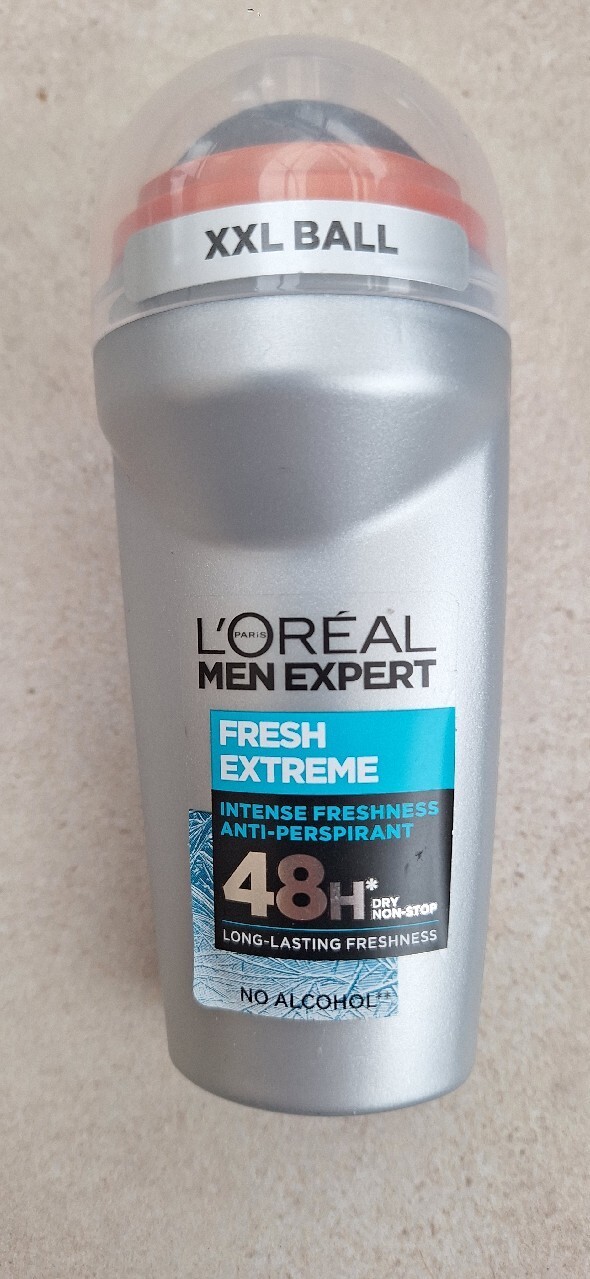 XXL BALL
L'ORÉAL
PARIS
MEN EXPERT
FRESH
EXTREME
INTENSE FRESHNESS
ANTI-PERSPIRANT
48H*
DRY
NON-STOP
LONG-LASTING FRESHNESS
NO ALCOHOL**